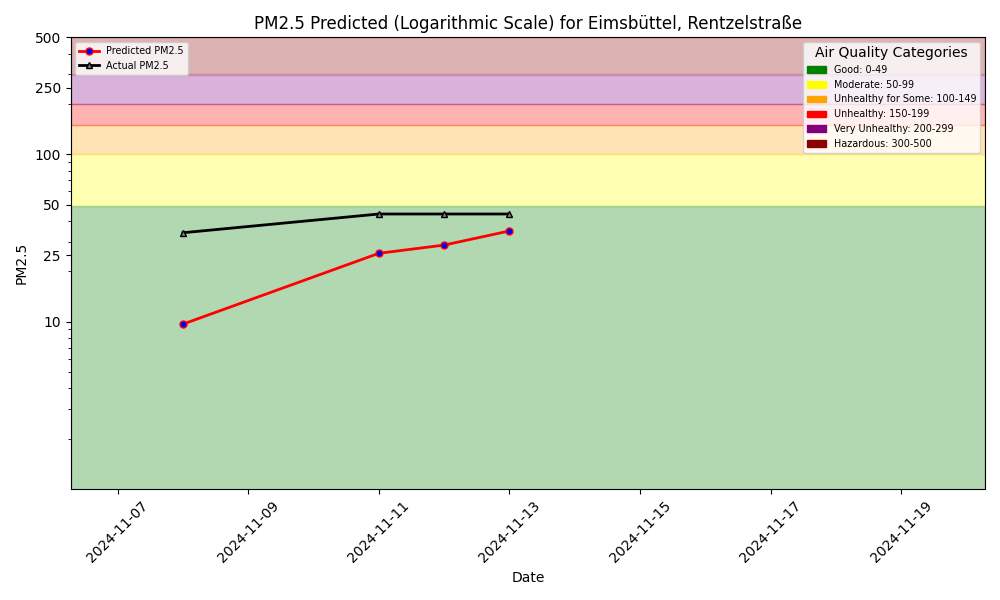 PM2.5 Predicted (Logarithmic Scale) for Eimsbüttel, Rentzelstraße
Predicted PM2.5
Actual PM2.5
Air Quality Categories
Good: 0-49
Moderate: 50-99
Unhealthy for Some: 100-149
Unhealthy: 150-199
Very Unhealthy: 200-299
Hazardous: 300-500
PM2.5
500
250
100
50
25
10
2024-11-07
2024-11-09
2024-11-11
2024-11-13
2024-11-15
2024-11-17
2024-11-19
Date